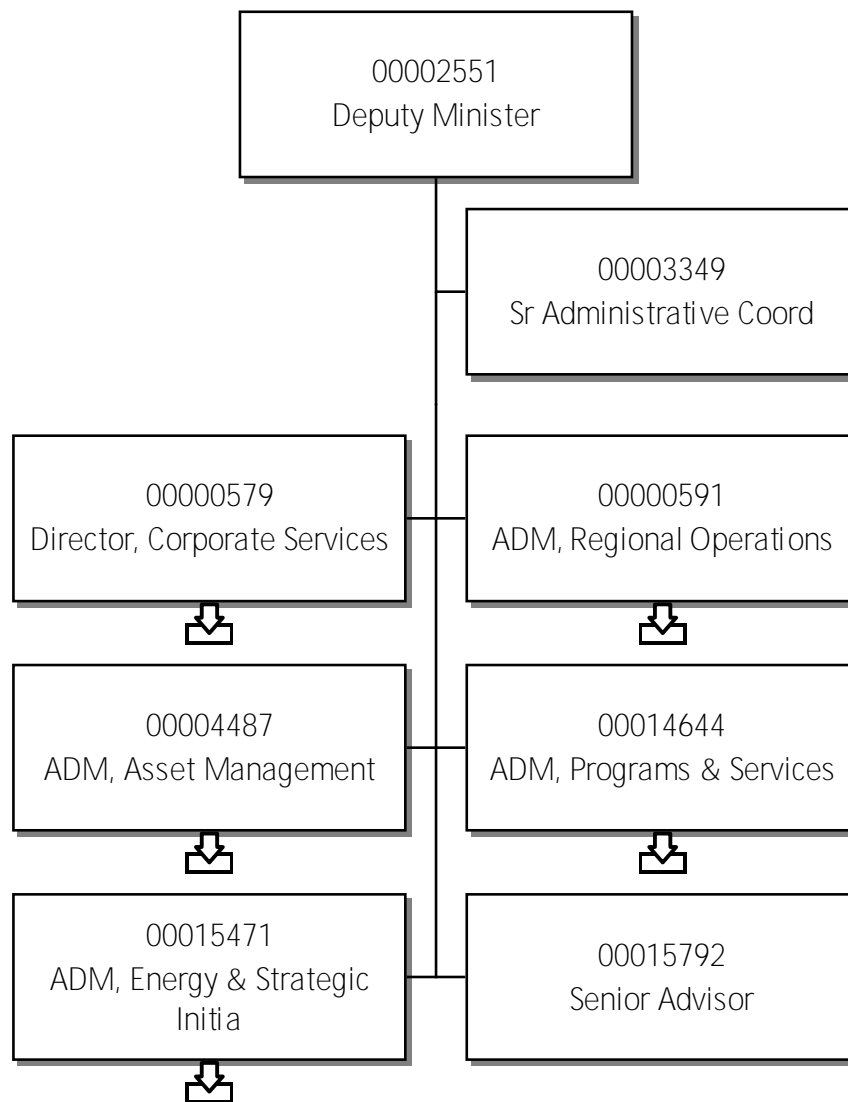 00002551
Deputy Minister
00003349
Sr Administrative Coord
00000579
Director, Corporate Services
00000591
ADM, Regional Operations
00004487
ADM, Asset Management
00014644
ADM, Programs & Services
00015471
ADM, Energy & Strategic
Initia
00015792
Senior Advisor